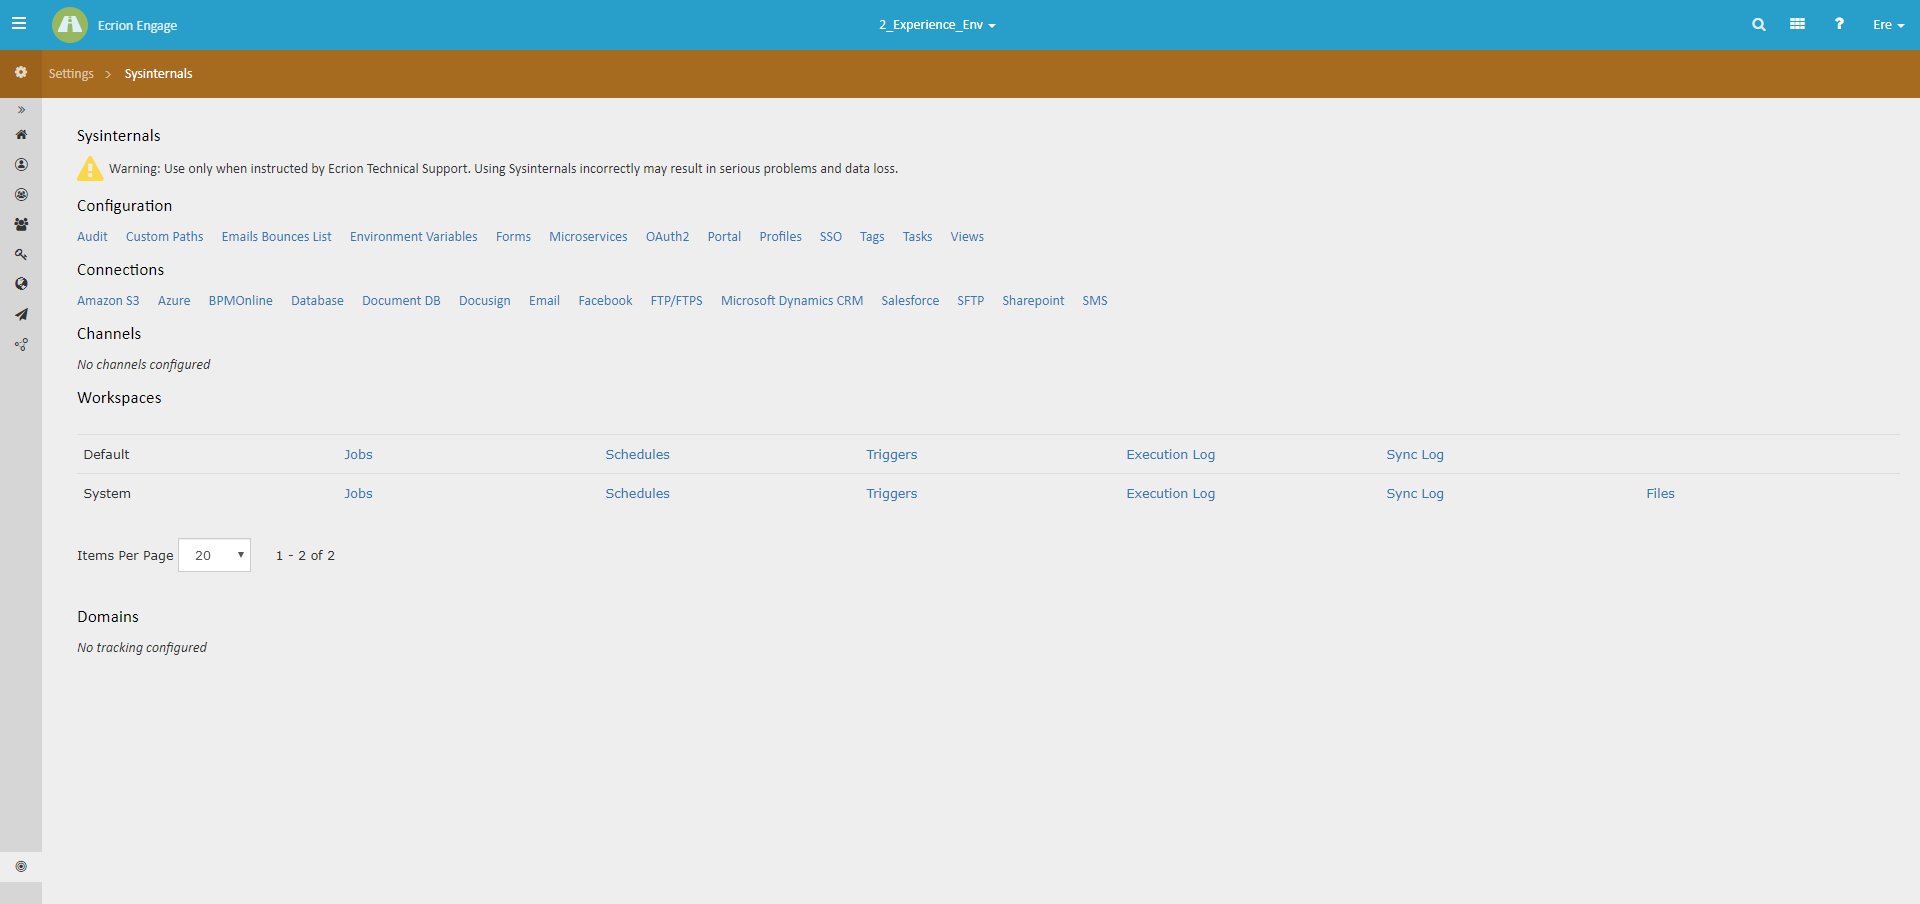 Ecrion Engage 2_Experience_Env Ere
Settings > Sysinternals
Sysinternals
Warning: Use only when instructed by Ecrion Technical Support. Using Sysinternals incorrectly may result in serious problems and data loss.
Configuration
Audit Custom Paths Emails Bounces List Environment Variables Forms Microservices OAuth2 Portal Profiles SSO Tags Tasks Views
Connections
Amazon S3 Azure BPMOnline Database Document DB Docusign Email Facebook FTP/FTPS Microsoft Dynamics CRM Salesforce SFTP Sharepoint SMS
Channels
No channels configured
Workspaces
Default Jobs Schedules Triggers Execution Log Sync Log
System Jobs Schedules Triggers Execution Log Sync Log Files
Items Per Page 20 1 - 2 of 2
Domains
No tracking configured